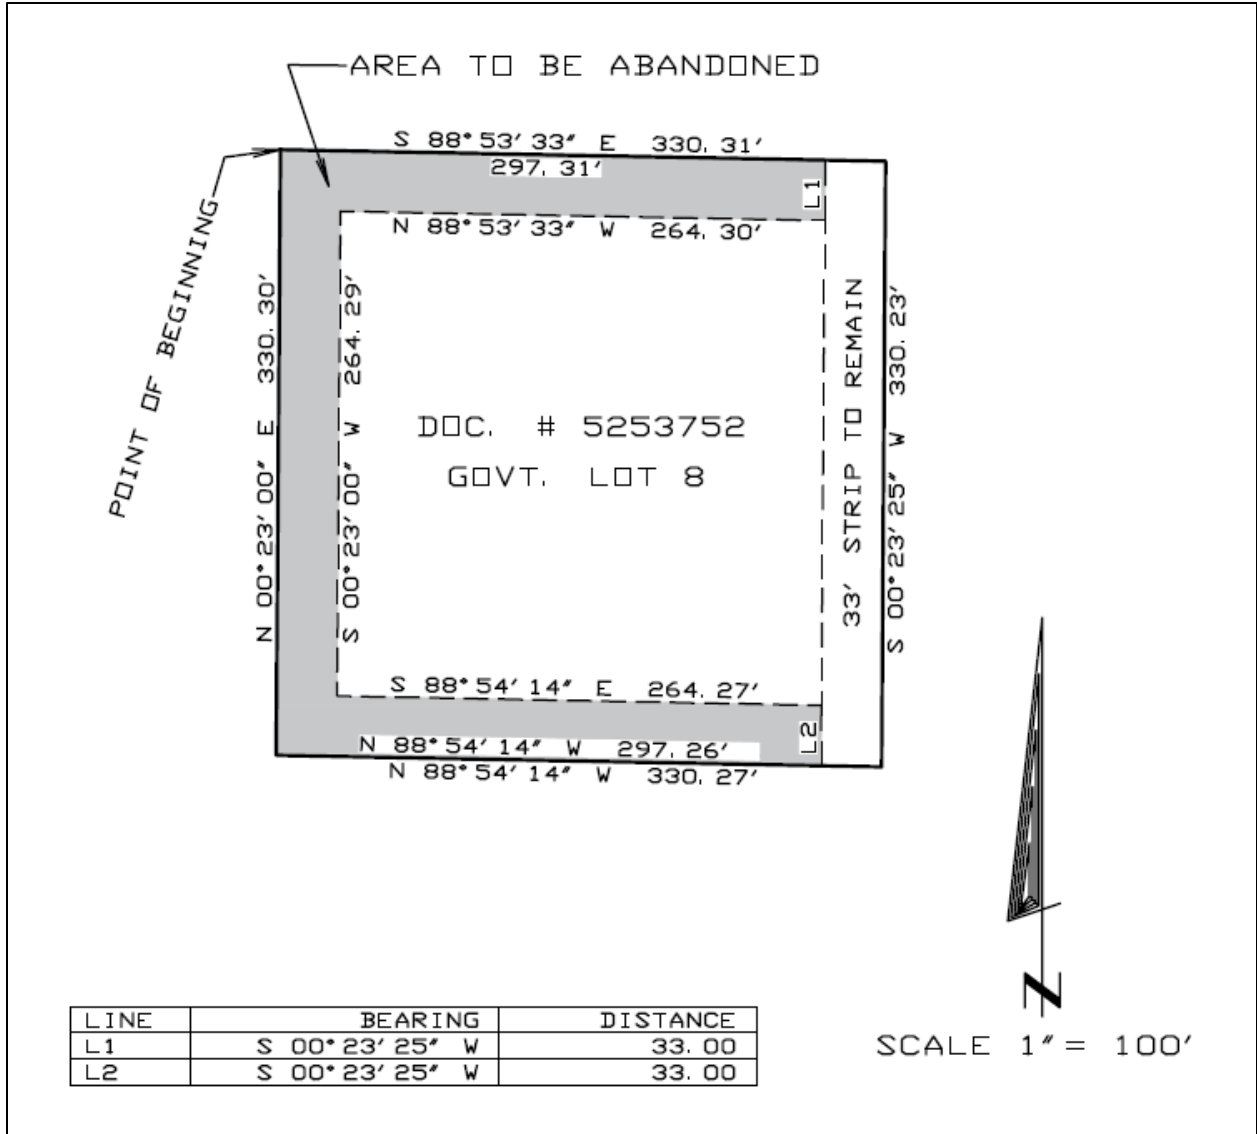 AREA TO BE ABANDONED
S 88°53'33" E 330.31'
297.31'
L1
N 88°53'33" W 264.30'
POINT OF BEGINNING
N 00°23'00" E 330.30'
S 00°23'00" W 264.29'
DOC. # 5253752
GOVT. LOT 8
33' STRIP TO REMAIN
S 00°23'25" W 330.23'
S 88°54'14" E 264.27'
L2
N 88°54'14" W 297.26'
N 88°54'14" W 330.27'
N
SCALE 1"= 100'
LINE BEARING DISTANCE
L1 S 00°23'25" W 33.00
L2 S 00°23'25" W 33.00